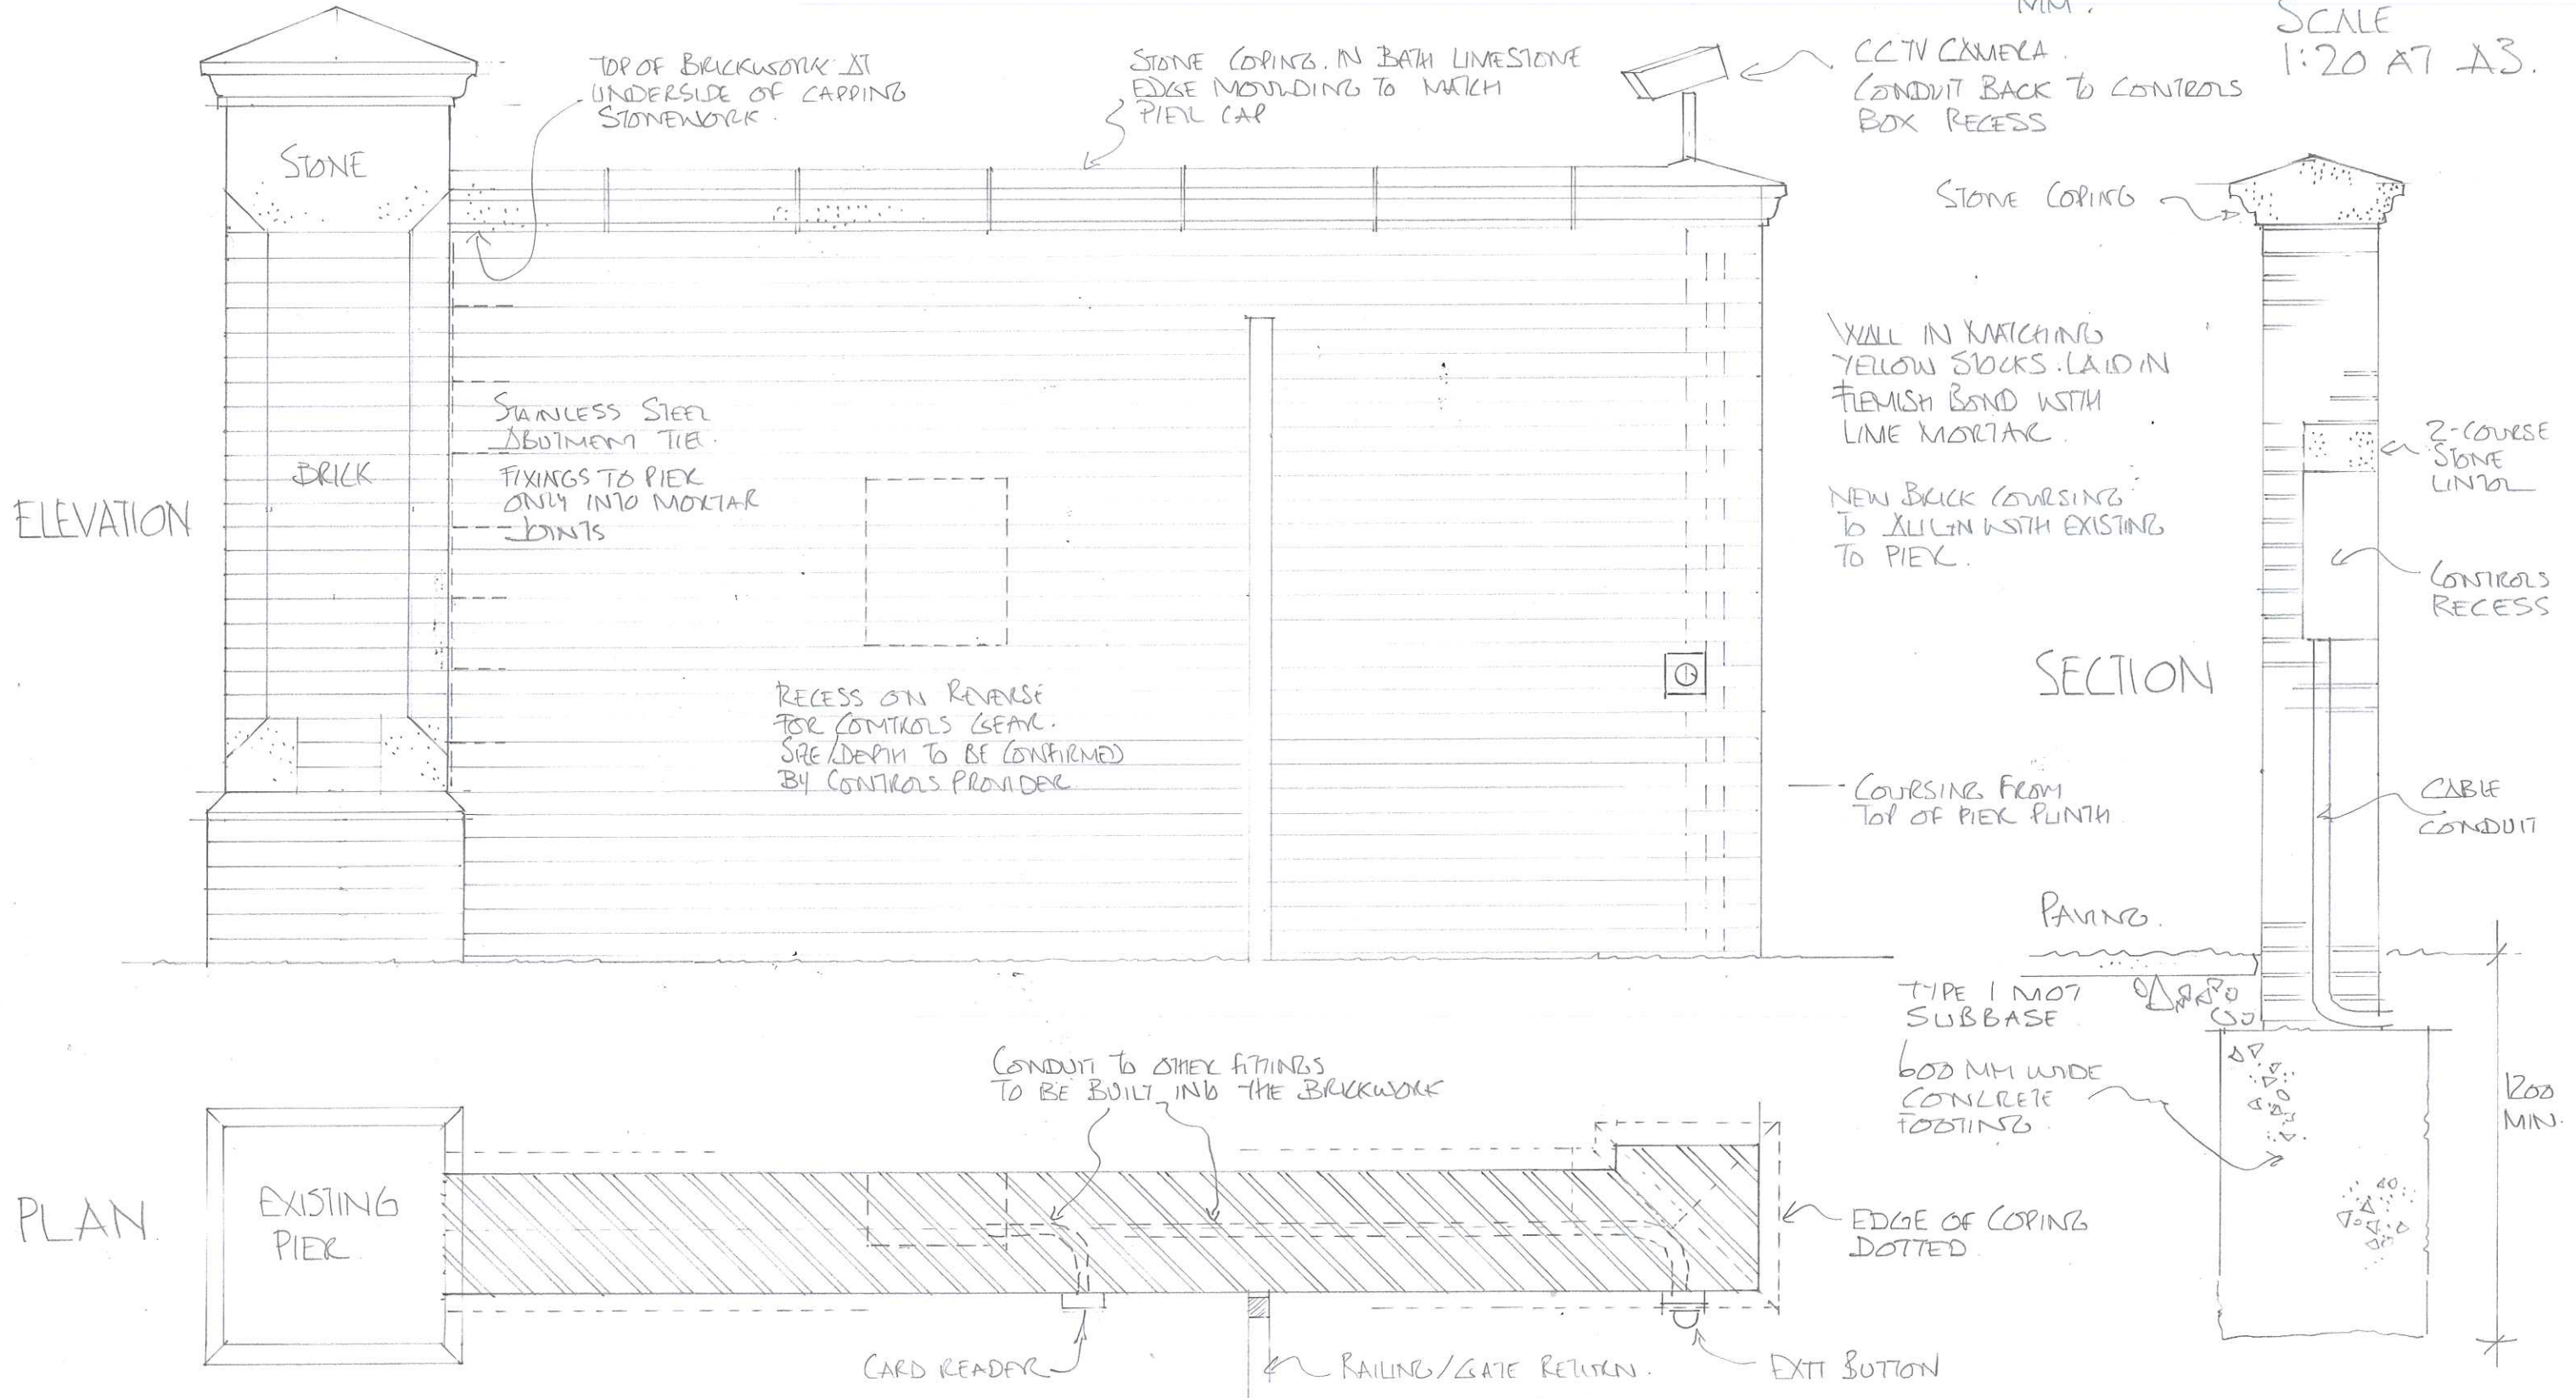 MM.
SCALE
1:20 AT A3.
TOP OF BRICKWORK AT
UNDERSIDE OF CAPPING
STONEWORK.
STONE COPING. IN BATH LIMESTONE
EDGE MOULDING TO MATCH
PIER CAP
CCTV CAMERA.
CONDUIT BACK TO CONTROLS
BOX RECESS
STONE
STONE COPING
WALL IN MATCHING
YELLOW STOCKS. LAID IN
FLEMISH BOND WITH
LIME MORTAR.
STAINLESS STEEL
ABUTMENT TIE.
FIXINGS TO PIER
ONLY INTO MORTAR
JOINTS
BRICK
2-COURSE
STONE
LINTOL
NEW BRICK COURSING
TO ALIGN WITH EXISTING
TO PIER.
ELEVATION
CONTROLS
RECESS
SECTION
RECESS ON REVERSE
FOR CONTROLS GEAR.
SIZE/DEPTH TO BE CONFIRMED
BY CONTROLS PROVIDER
COURSING FROM
TOP OF PIER PLINTH
CABLE
CONDUIT
PAVING.
TYPE 1 MOT
SUBBASE
600 MM WIDE
CONCRETE
FOOTING
1200
MIN.
CONDUIT TO OTHER FITTINGS
TO BE BUILT INTO THE BRICKWORK
PLAN
EXISTING
PIER
EDGE OF COPING
DOTTED
CARD READER
RAILING/GATE RETURN.
EXIT BUTTON